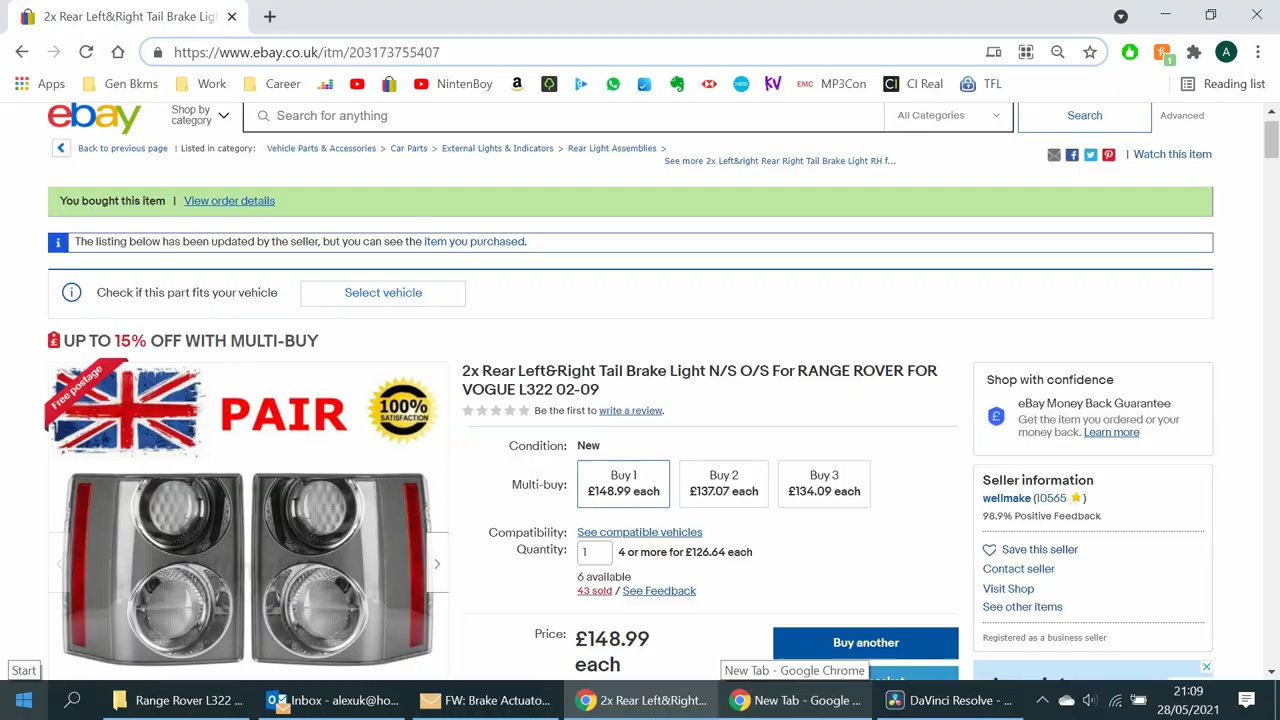 2x Rear Left&Right Tail Brake Lig
https://www.ebay.co.uk/itm/203173755407
1
A
Apps
Gen Bkms
Work
Career
NintenBoy
EMC MP3Con
CI Real
TFL
Reading list
ebay
Shop by
category
Search for anything
All Categories
Search
Advanced
Back to previous page | Listed in category: Vehicle Parts & Accessories > Car Parts > External Lights & Indicators > Rear Light Assemblies >
See more 2x Left&right Rear Right Tail Brake Light RH f...
| Watch this item
You bought this item | View order details
The listing below has been updated by the seller, but you can see the item you purchased.
Check if this part fits your vehicle
Select vehicle
UP TO 15% OFF WITH MULTI-BUY
Free postage
PAIR
100%
SATISFACTION
2x Rear Left&Right Tail Brake Light N/S O/S For RANGE ROVER FOR
VOGUE L322 02-09
Be the first to write a review.
Condition: New
Multi-buy:
Buy 1
£148.99 each
Buy 2
£137.07 each
Buy 3
£134.09 each
Compatibility: See compatible vehicles
Quantity: 1 4 or more for £126.64 each
6 available
43 sold / See Feedback
Price: £148.99
each
Buy another
Shop with confidence
eBay Money Back Guarantee
Get the item you ordered or your
money back. Learn more
Seller information
wellmake (10565 )
98.9% Positive Feedback
Save this seller
Contact seller
Visit Shop
See other items
Registered as a business seller
Start
New Tab - Google Chrome
Range Rover L322 ...
Inbox - alexuk@ho...
FW: Brake Actuato...
2x Rear Left&Right...
New Tab - Google ...
DaVinci Resolve - ...
21:09
28/05/2021